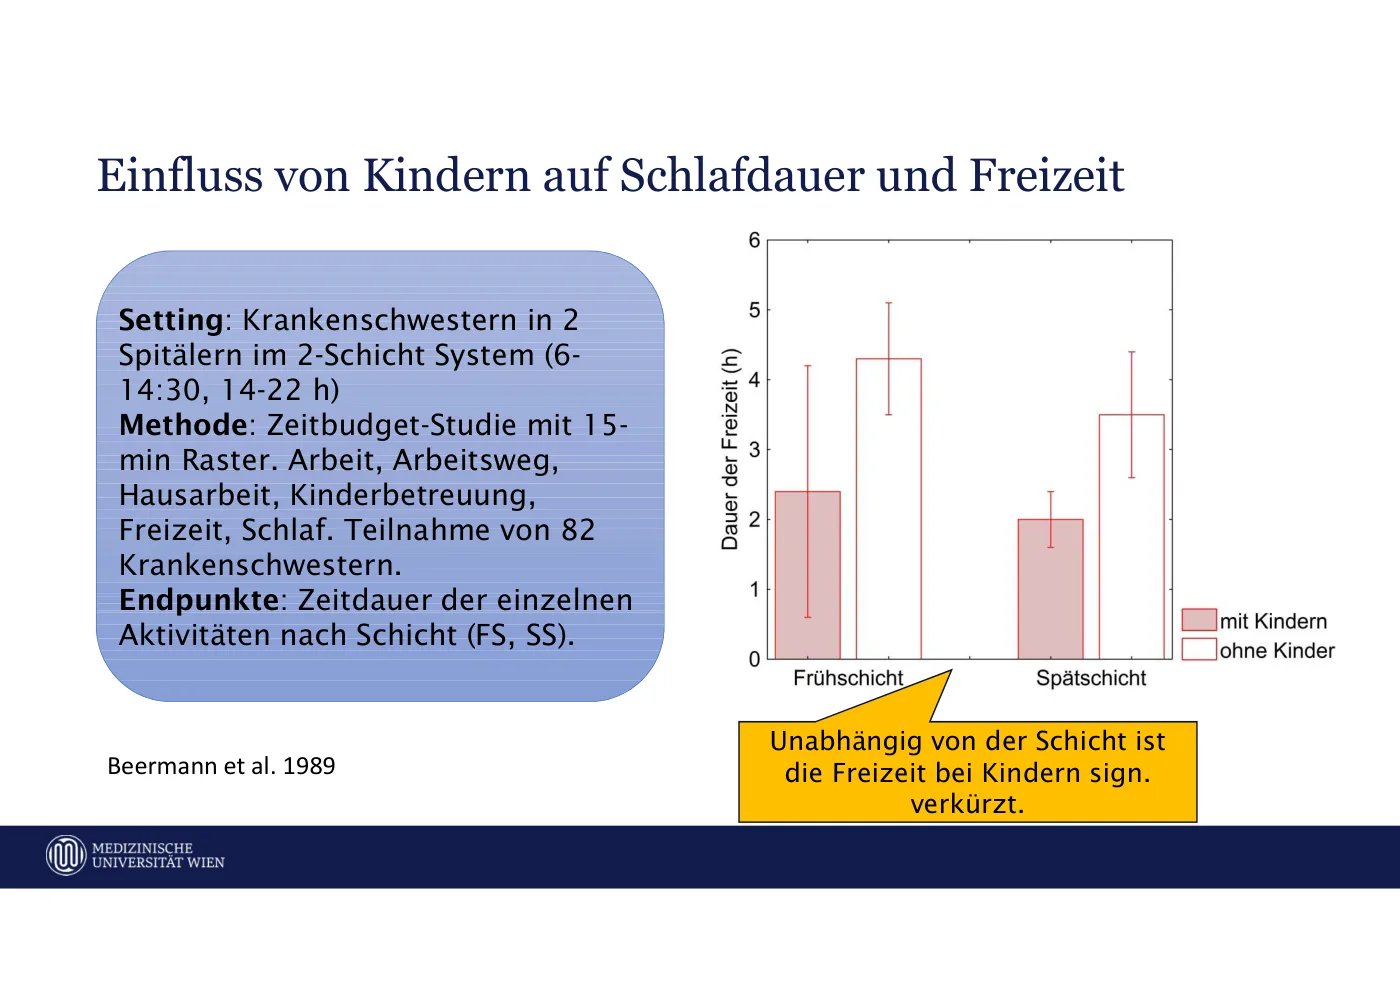 Einfluss von Kindern auf Schlafdauer und Freizeit
Setting: Krankenschwestern in 2
Spitälern im 2-Schicht System (6-
14:30, 14-22 h)
Methode: Zeitbudget-Studie mit 15-
min Raster. Arbeit, Arbeitsweg,
Hausarbeit, Kinderbetreuung,
Freizeit, Schlaf. Teilnahme von 82
Krankenschwestern.
Endpunkte: Zeitdauer der einzelnen
Aktivitäten nach Schicht (FS, SS).
Dauer der Freizeit (h)
6
5
4
3
2
1
0
Frühschicht
Spätschicht
mit Kindern
ohne Kinder
Unabhängig von der Schicht ist
die Freizeit bei Kindern sign.
verkürzt.
Beermann et al. 1989
MEDIZINISCHE
UNIVERSITÄT WIEN